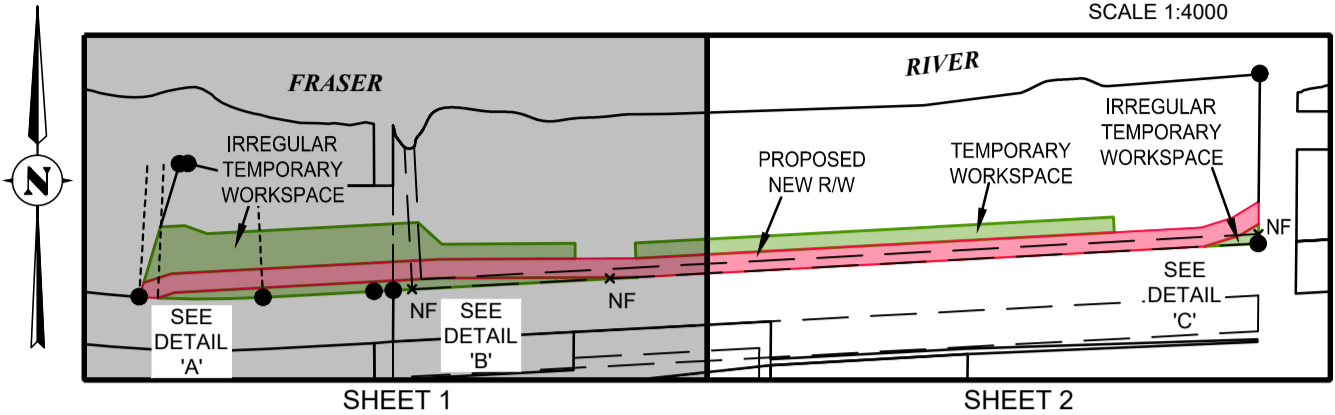 SCALE 1:4000
FRASER
RIVER
IRREGULAR
TEMPORARY
WORKSPACE
PROPOSED
NEW R/W
TEMPORARY
WORKSPACE
IRREGULAR
TEMPORARY
WORKSPACE
N
NF
NF
NF
SEE
DETAIL
'A'
SEE
DETAIL
'B'
SEE
DETAIL
'C'
SHEET 1
SHEET 2